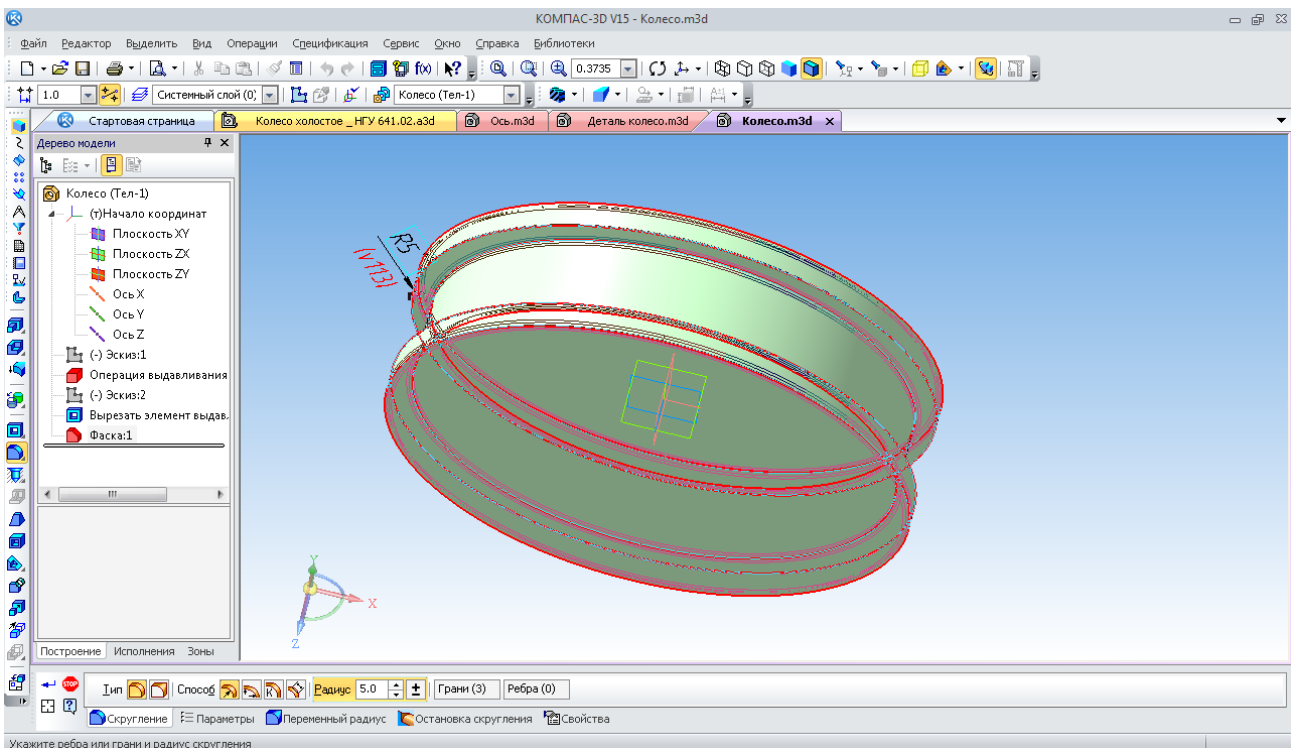 КОМПАС-3D V15 - Колесо.m3d
Файл Редактор Выделить Вид Операции Спецификация Сервис Окно Справка Библиотеки
f(x) 0.3735
1.0 Системный слой (0) Колесо (Тел-1)
Стартовая страница Колесо холостое _ НГУ 641.02.a3d Ось.m3d Деталь колесо.m3d Колесо.m3d
Дерево модели
Колесо (Тел-1)
(т)Начало координат
Плоскость XY
Плоскость ZX
Плоскость ZY
Ось X
Ось Y
Ось Z
(-) Эскиз:1
Операция выдавливания
(-) Эскиз:2
Вырезать элемент выдав.
Фаска:1
R5
(v113)
Y
X
Z
Построение Исполнения Зоны
STOP Тип Способ Радиус 5.0 Грани (3) Ребра (0)
Скругление Параметры Переменный радиус Остановка скругления Свойства
Укажите ребра или грани и радиус скругления